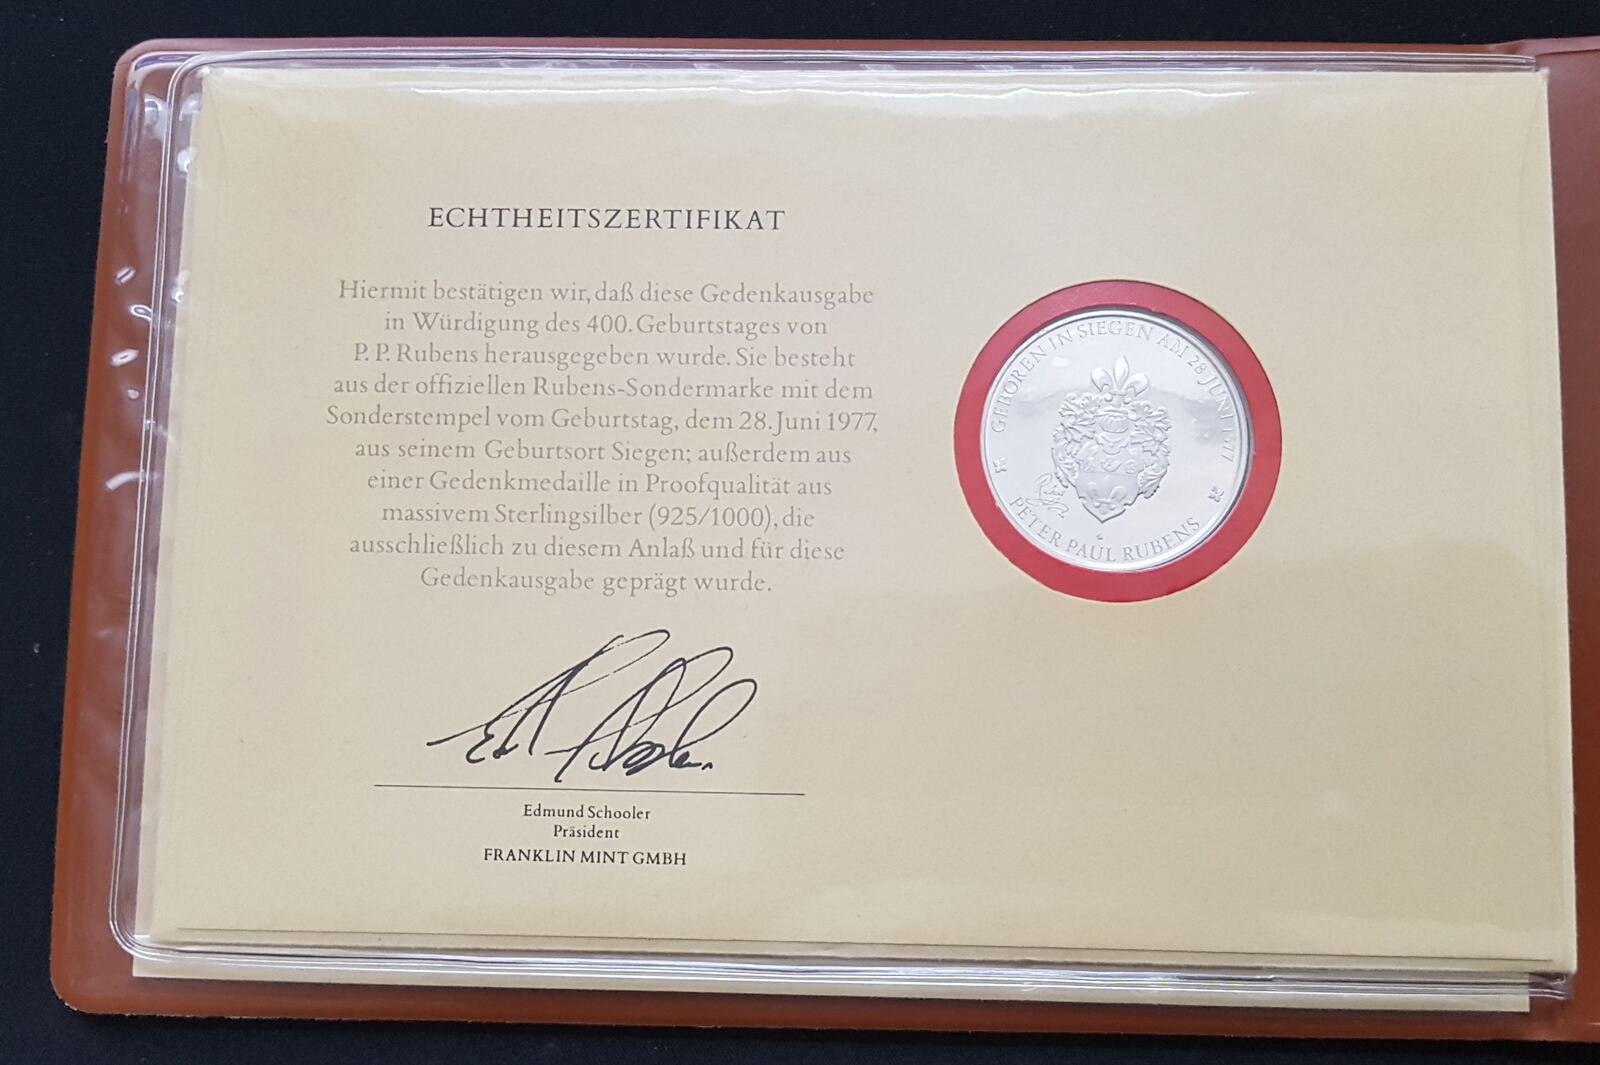 ECHTHEITSZERTIFIKAT
Hiermit bestätigen wir, daß diese Gedenkausgabe
in Würdigung des 400. Geburtstages von
P. P. Rubens herausgegeben wurde. Sie besteht
aus der offiziellen Rubens-Sondermarke mit dem
Sonderstempel vom Geburtstag, dem 28. Juni 1977,
aus seinem Geburtsort Siegen; außerdem aus
einer Gedenkmedaille in Proofqualität aus
massivem Sterlingsilber (925/1000), die
ausschließlich zu diesem Anlaß und für diese
Gedenkausgabe geprägt wurde.
Edmund Schooler
Präsident
FRANKLIN MINT GMBH
GEBOREN IN SIEGEN AM 28 JUNI 1577
PETER PAUL RUBENS